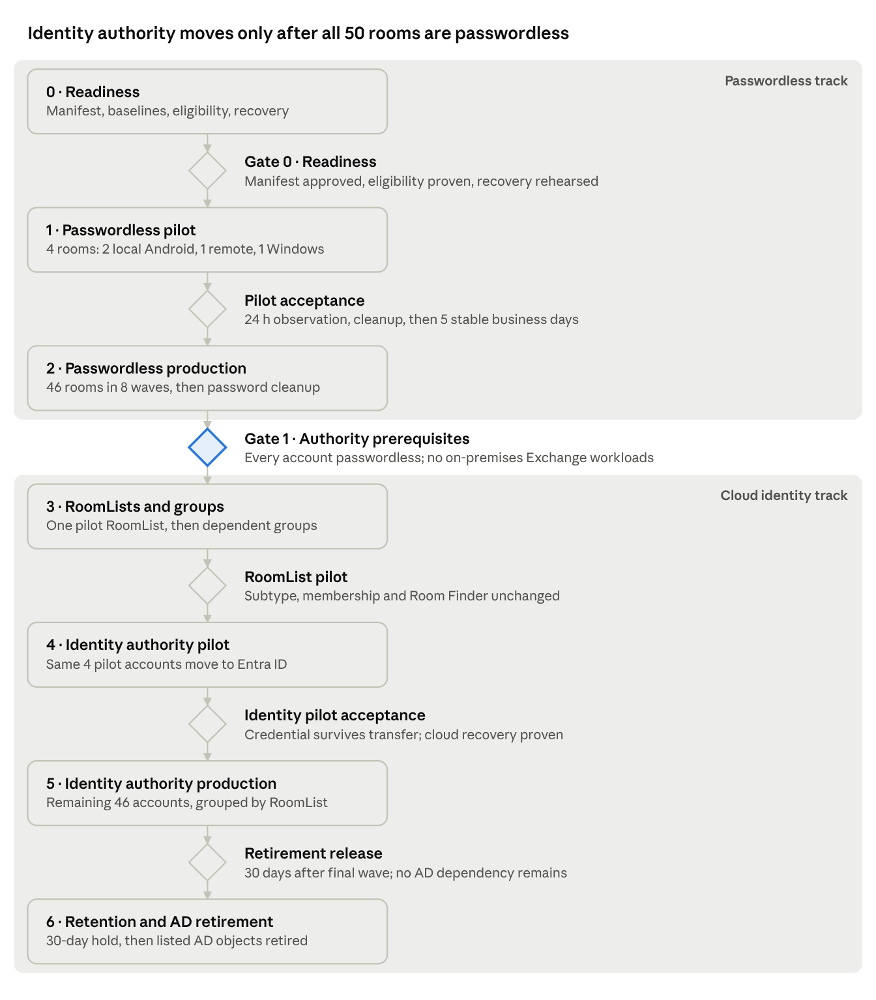 Identity authority moves only after all 50 rooms are passwordless
Passwordless track
0 · Readiness
Manifest, baselines, eligibility, recovery
Gate 0 · Readiness
Manifest approved, eligibility proven, recovery rehearsed
1 · Passwordless pilot
4 rooms: 2 local Android, 1 remote, 1 Windows
Pilot acceptance
24 h observation, cleanup, then 5 stable business days
2 · Passwordless production
46 rooms in 8 waves, then password cleanup
Gate 1 · Authority prerequisites
Every account passwordless; no on-premises Exchange workloads
Cloud identity track
3 · RoomLists and groups
One pilot RoomList, then dependent groups
RoomList pilot
Subtype, membership and Room Finder unchanged
4 · Identity authority pilot
Same 4 pilot accounts move to Entra ID
Identity pilot acceptance
Credential survives transfer; cloud recovery proven
5 · Identity authority production
Remaining 46 accounts, grouped by RoomList
Retirement release
30 days after final wave; no AD dependency remains
6 · Retention and AD retirement
30-day hold, then listed AD objects retired